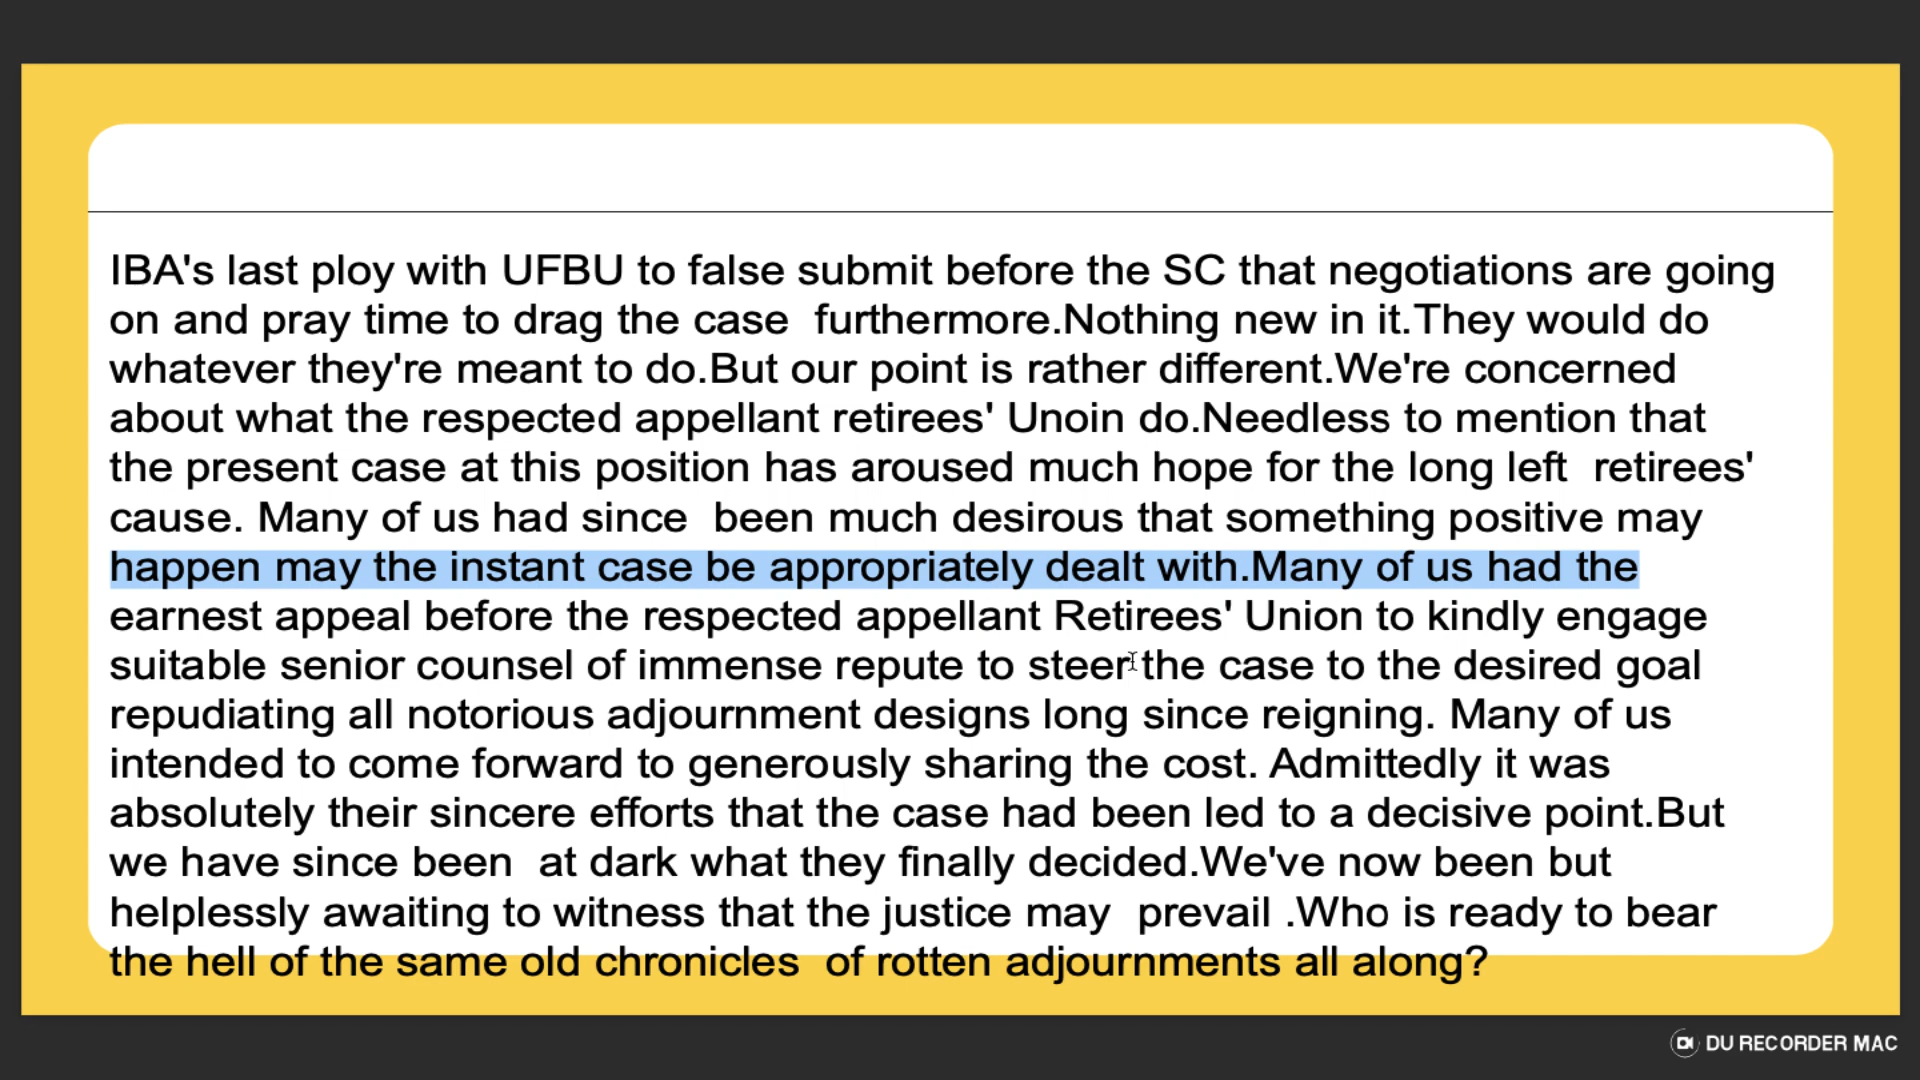 IBA's last ploy with UFBU to false submit before the SC that negotiations are going
on and pray time to drag the case  furthermore.Nothing new in it.They would do
whatever they're meant to do.But our point is rather different.We're concerned
about what the respected appellant retirees' Unoin do.Needless to mention that
the present case at this position has aroused much hope for the long left  retirees'
cause. Many of us had since  been much desirous that something positive may
happen may the instant case be appropriately dealt with.Many of us had the
earnest appeal before the respected appellant Retirees' Union to kindly engage
suitable senior counsel of immense repute to steer the case to the desired goal
repudiating all notorious adjournment designs long since reigning. Many of us
intended to come forward to generously sharing the cost. Admittedly it was
absolutely their sincere efforts that the case had been led to a decisive point.But
we have since been  at dark what they finally decided.We've now been but
helplessly awaiting to witness that the justice may  prevail .Who is ready to bear
the hell of the same old chronicles  of rotten adjournments all along?
DU RECORDER MAC